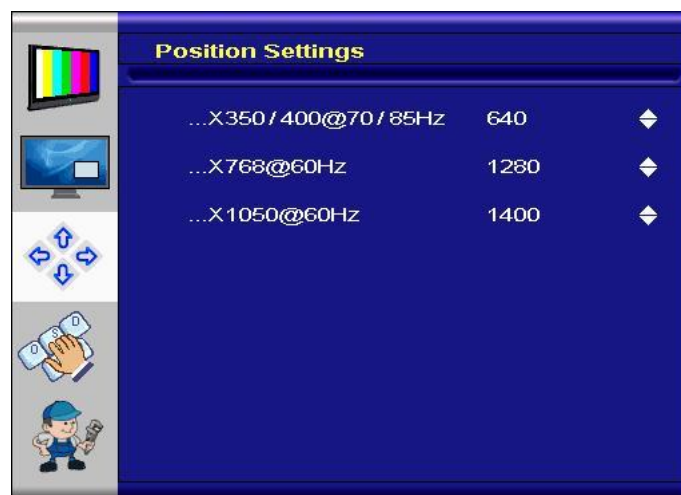 Position Settings
...X350/400@70/85Hz 640
...X768@60Hz 1280
...X1050@60Hz 1400
O S D